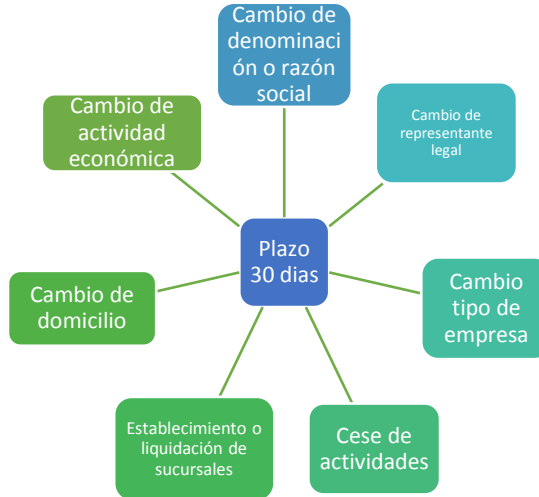 Cambio de
denominaci
ón o razón
social
Cambio de
actividad
económica
Cambio de
representante
legal
Plazo
30 dias
Cambio de
domicilio
Cambio
tipo de
empresa
Establecimiento o
liquidación de
sucursales
Cese de
actividades